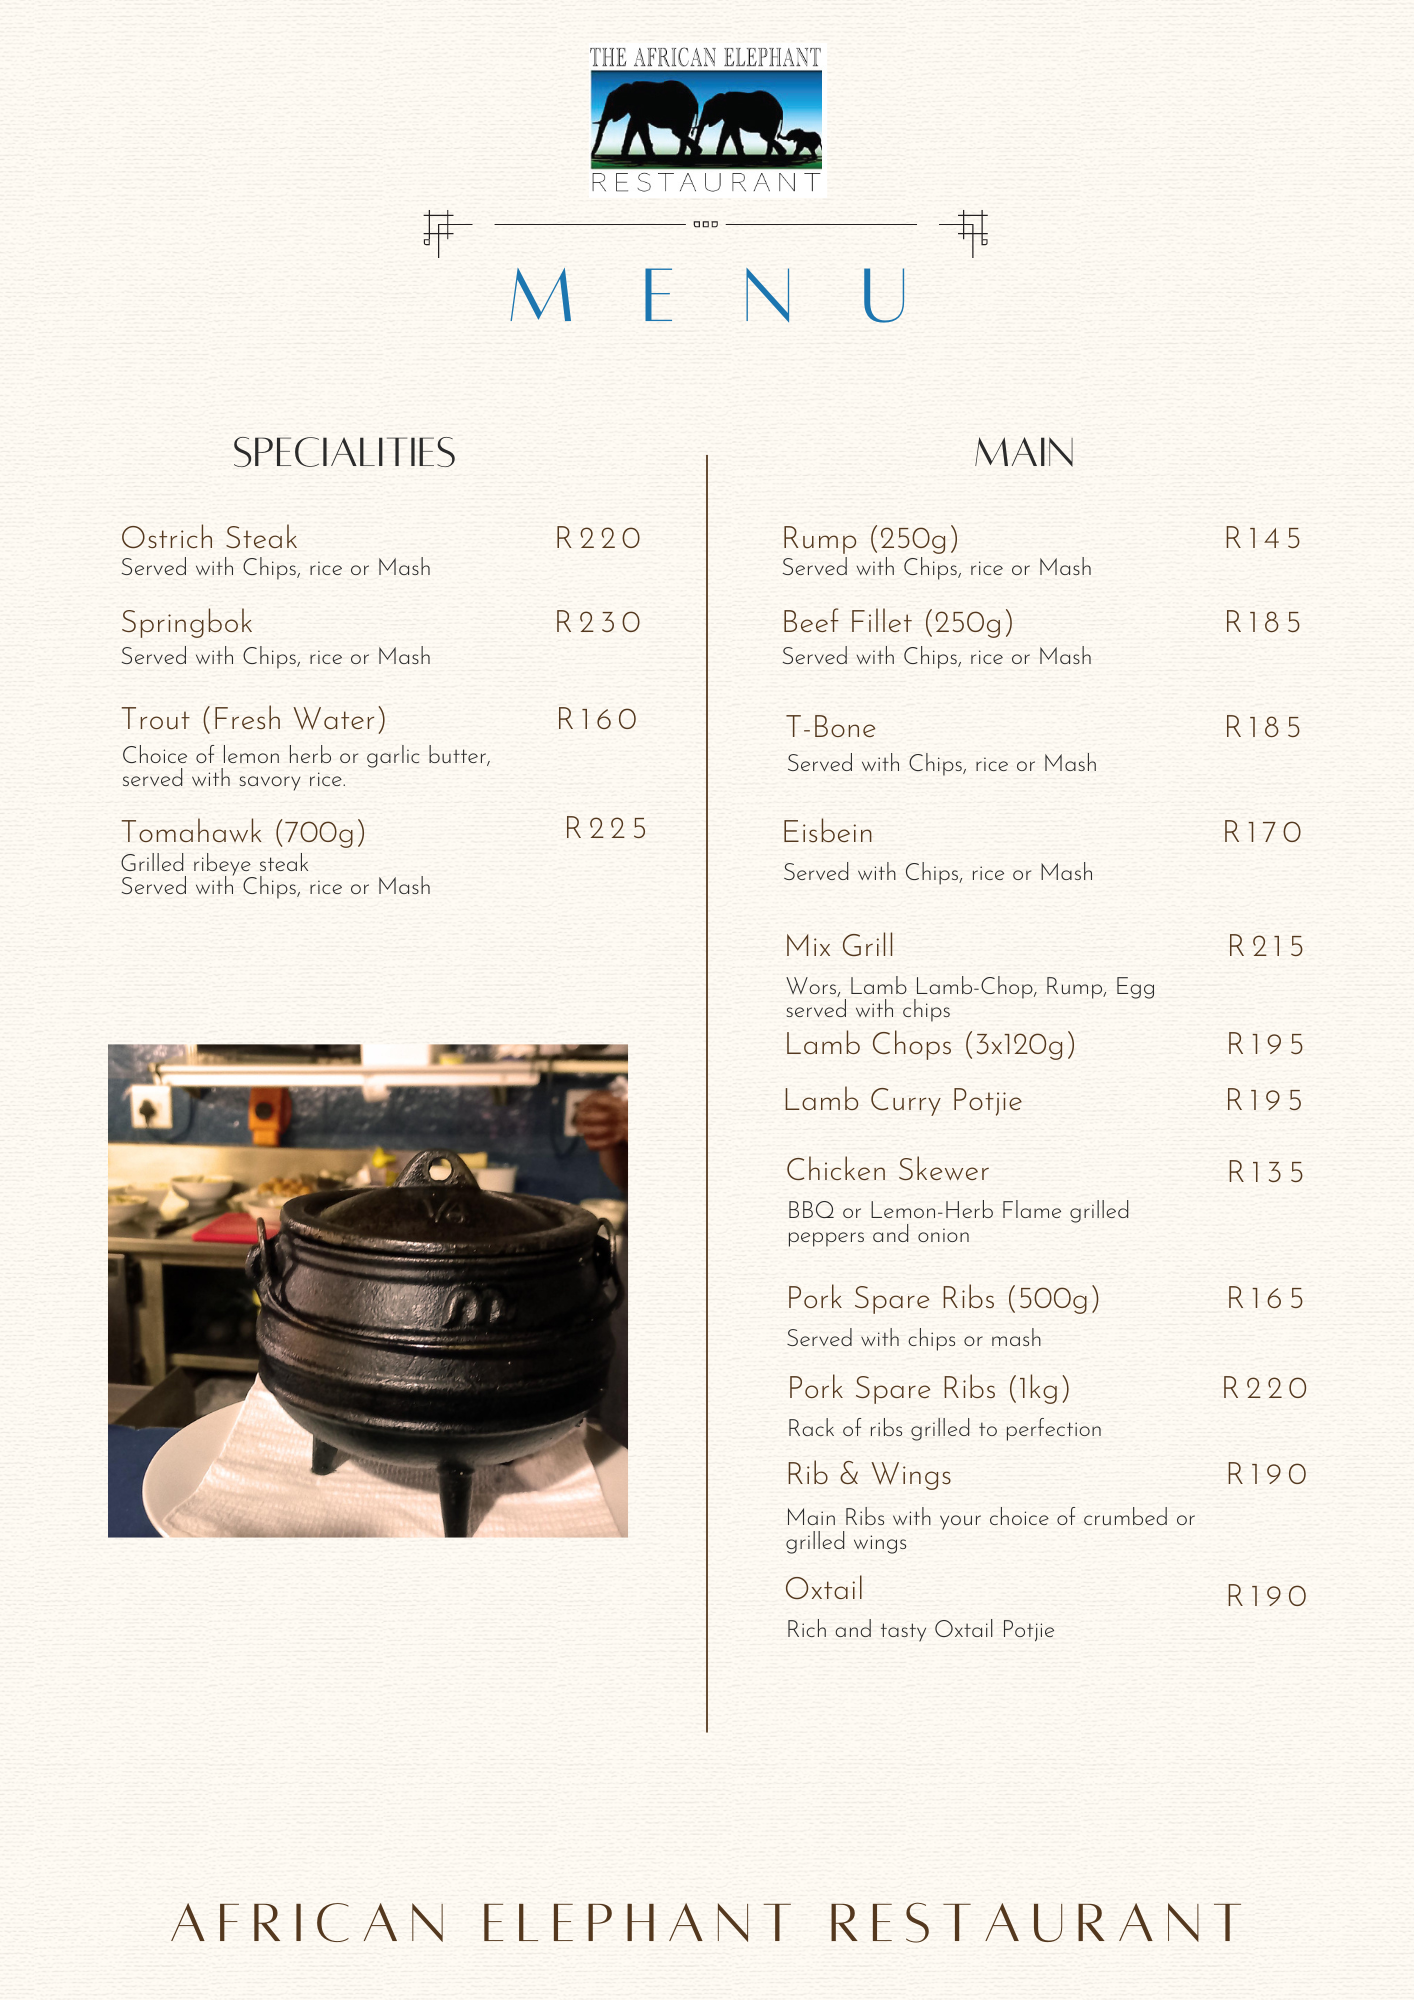 THE AFRICAN ELEPHANT
RESTAURANT
MENU
SPECIALITIES
Ostrich Steak R220
Served with Chips, rice or Mash
Springbok R230
Served with Chips, rice or Mash
Trout (Fresh Water) R160
Choice of lemon herb or garlic butter,
served with savory rice.
Tomahawk (700g) R225
Grilled ribeye steak
Served with Chips, rice or Mash
MAIN
Rump (250g) R145
Served with Chips, rice or Mash
Beef Fillet (250g) R185
Served with Chips, rice or Mash
T-Bone R185
Served with Chips, rice or Mash
Eisbein R170
Served with Chips, rice or Mash
Mix Grill R215
Wors, Lamb Lamb-Chop, Rump, Egg
served with chips
Lamb Chops (3x120g) R195
Lamb Curry Potjie R195
Chicken Skewer R135
BBQ or Lemon-Herb Flame grilled
peppers and onion
Pork Spare Ribs (500g) R165
Served with chips or mash
Pork Spare Ribs (1kg) R220
Rack of ribs grilled to perfection
Rib & Wings R190
Main Ribs with your choice of crumbed or
grilled wings
Oxtail R190
Rich and tasty Oxtail Potjie
AFRICAN ELEPHANT RESTAURANT